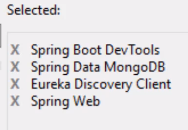 Selected:
X Spring Boot DevTools
X Spring Data MongoDB
X Eureka Discovery Client
X Spring Web